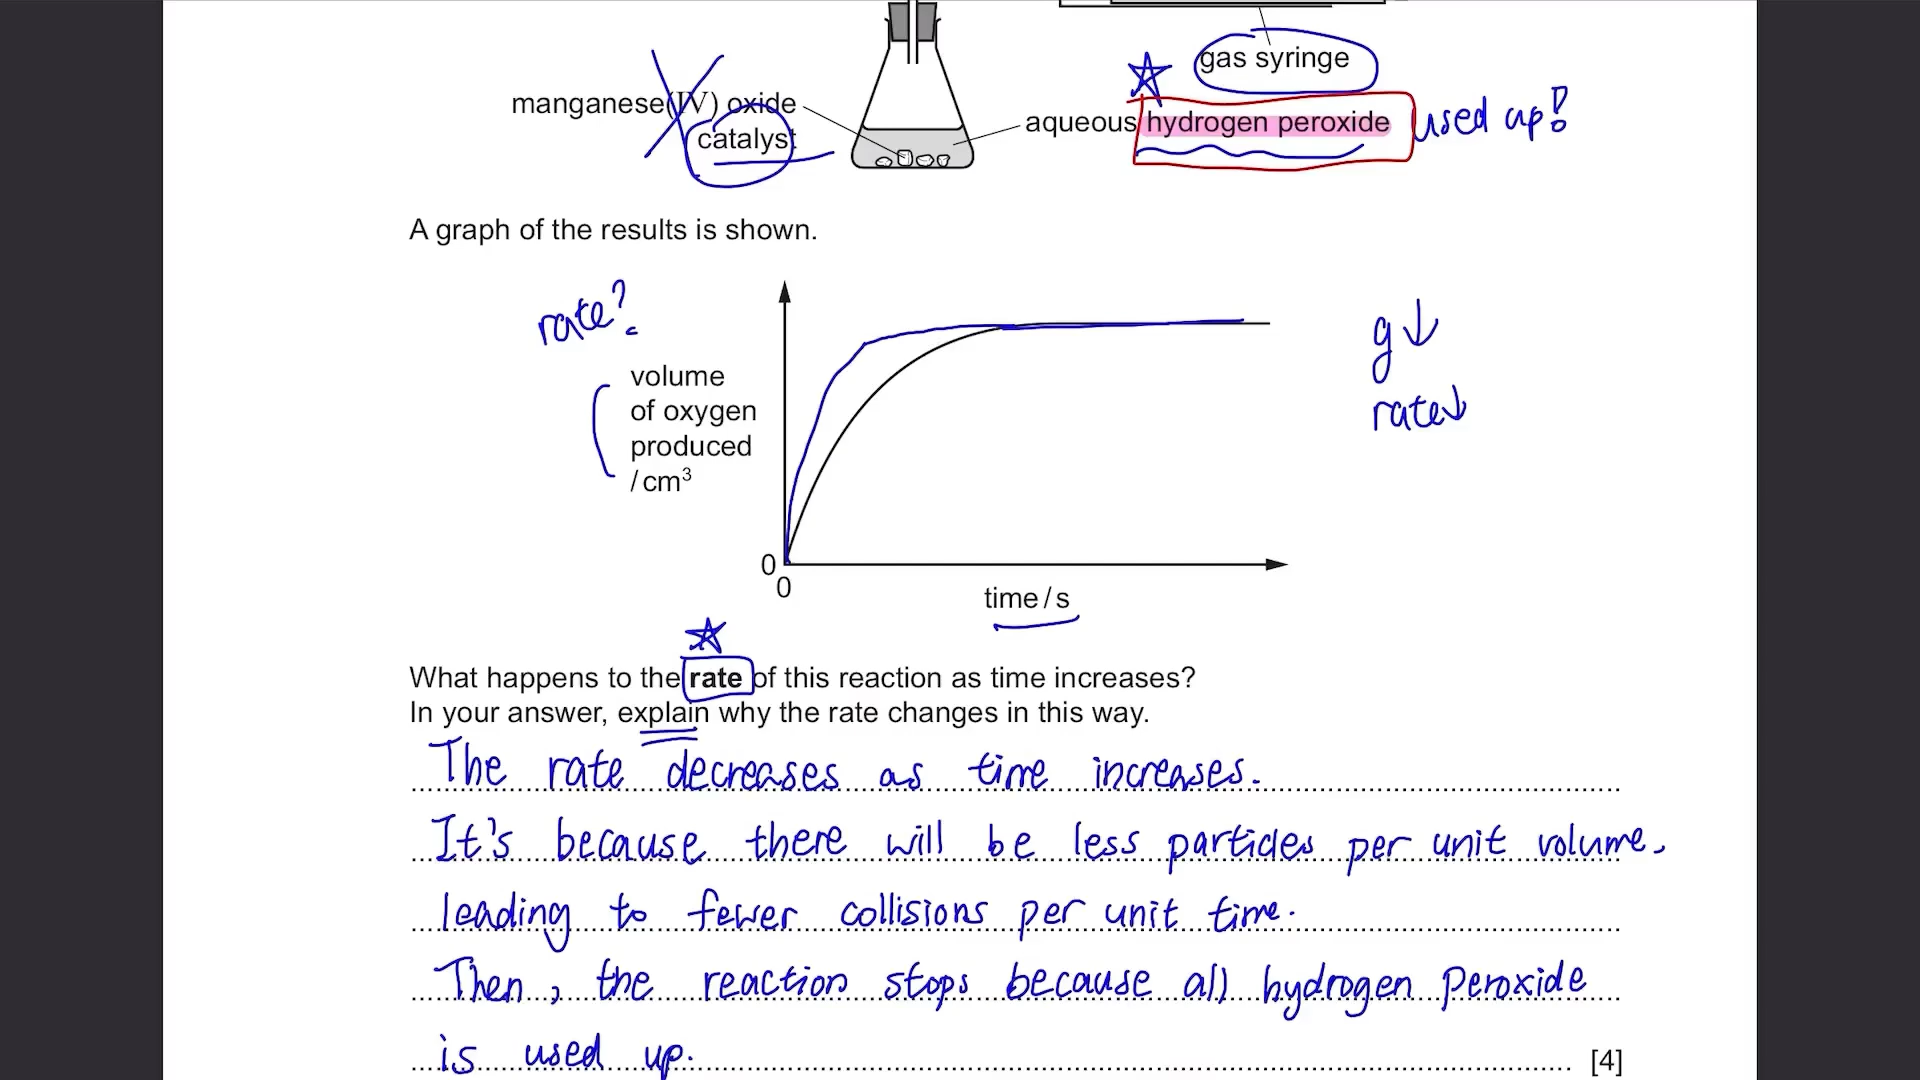 gas syringe
manganese(IV) oxide
catalyst
aqueous hydrogen peroxide used up!
A graph of the results is shown.
rate?
volume
of oxygen
produced
/cm³
g↓
rate↓
0
0
time/s
What happens to the rate of this reaction as time increases?
In your answer, explain why the rate changes in this way.
The rate decreases as time increases.
It's because there will be less particles per unit volume,
leading to fewer collisions per unit time.
Then, the reaction stops because all hydrogen peroxide
is used up. [4]